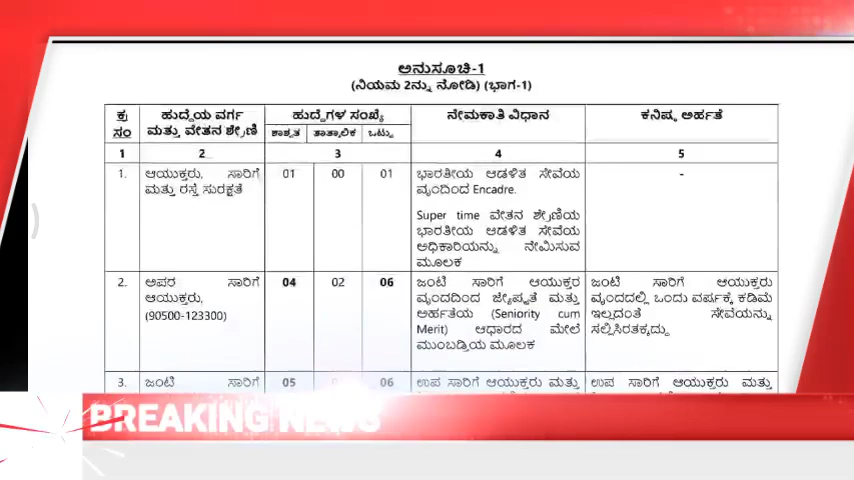 ಅನುಸೂಚಿ-1
(ನಿಯಮ 2ನ್ನು ನೋಡಿ) (ಭಾಗ-1)
ಕ್ರ ಸಂ
ಹುದ್ದೆಯ ವರ್ಗ ಮತ್ತು ವೇತನ ಶ್ರೇಣಿ
ಹುದ್ದೆಗಳ ಸಂಖ್ಯೆ
ಶಾಶ್ವತ ತಾತ್ಕಾಲಿಕ ಒಟ್ಟು
ನೇಮಕಾತಿ ವಿಧಾನ
ಕನಿಷ್ಠ ಅರ್ಹತೆ
1 2 3 4 5
1.
ಆಯುಕ್ತರು, ಸಾರಿಗೆ
ಮತ್ತು ರಸ್ತೆ ಸುರಕ್ಷತೆ
01 00 01
ಭಾರತೀಯ ಆಡಳಿತ ಸೇವೆಯ
ವೃಂದಿಂದ Encadre.
Super time ವೇತನ ಶ್ರೇಣಿಯ
ಭಾರತೀಯ ಆಡಳಿತ ಸೇವೆಯ
ಅಧಿಕಾರಿಯನ್ನು ನೇಮಿಸುವ
ಮೂಲಕ
-
2.
ಅಪರ ಸಾರಿಗೆ
ಆಯುಕ್ತರು,
(90500-123300)
04 02 06
ಜಂಟಿ ಸಾರಿಗೆ ಆಯುಕ್ತರ
ವೃಂದದಿಂದ ಜ್ಯೇಷ್ಠತೆ ಮತ್ತು
ಅರ್ಹತೆಯ (Seniority cum
Merit) ಆಧಾರದ ಮೇಲೆ
ಮುಂಬಡ್ತಿಯ ಮೂಲಕ
ಜಂಟಿ ಸಾರಿಗೆ ಆಯುಕ್ತರು
ವೃಂದದಲ್ಲಿ ಒಂದು ವರ್ಷಕ್ಕೆ ಕಡಿಮೆ
ಇಲ್ಲದಂತೆ ಸೇವೆಯನ್ನು
ಸಲ್ಲಿಸಿರತಕ್ಕದ್ದು
3.
ಜಂಟಿ ಸಾರಿಗೆ
05 06
ಉಪ ಸಾರಿಗೆ ಆಯುಕ್ತರು ಮತ್ತು
ಉಪ ಸಾರಿಗೆ ಆಯುಕ್ತರು ಮತ್ತು
BREAKING NEWS